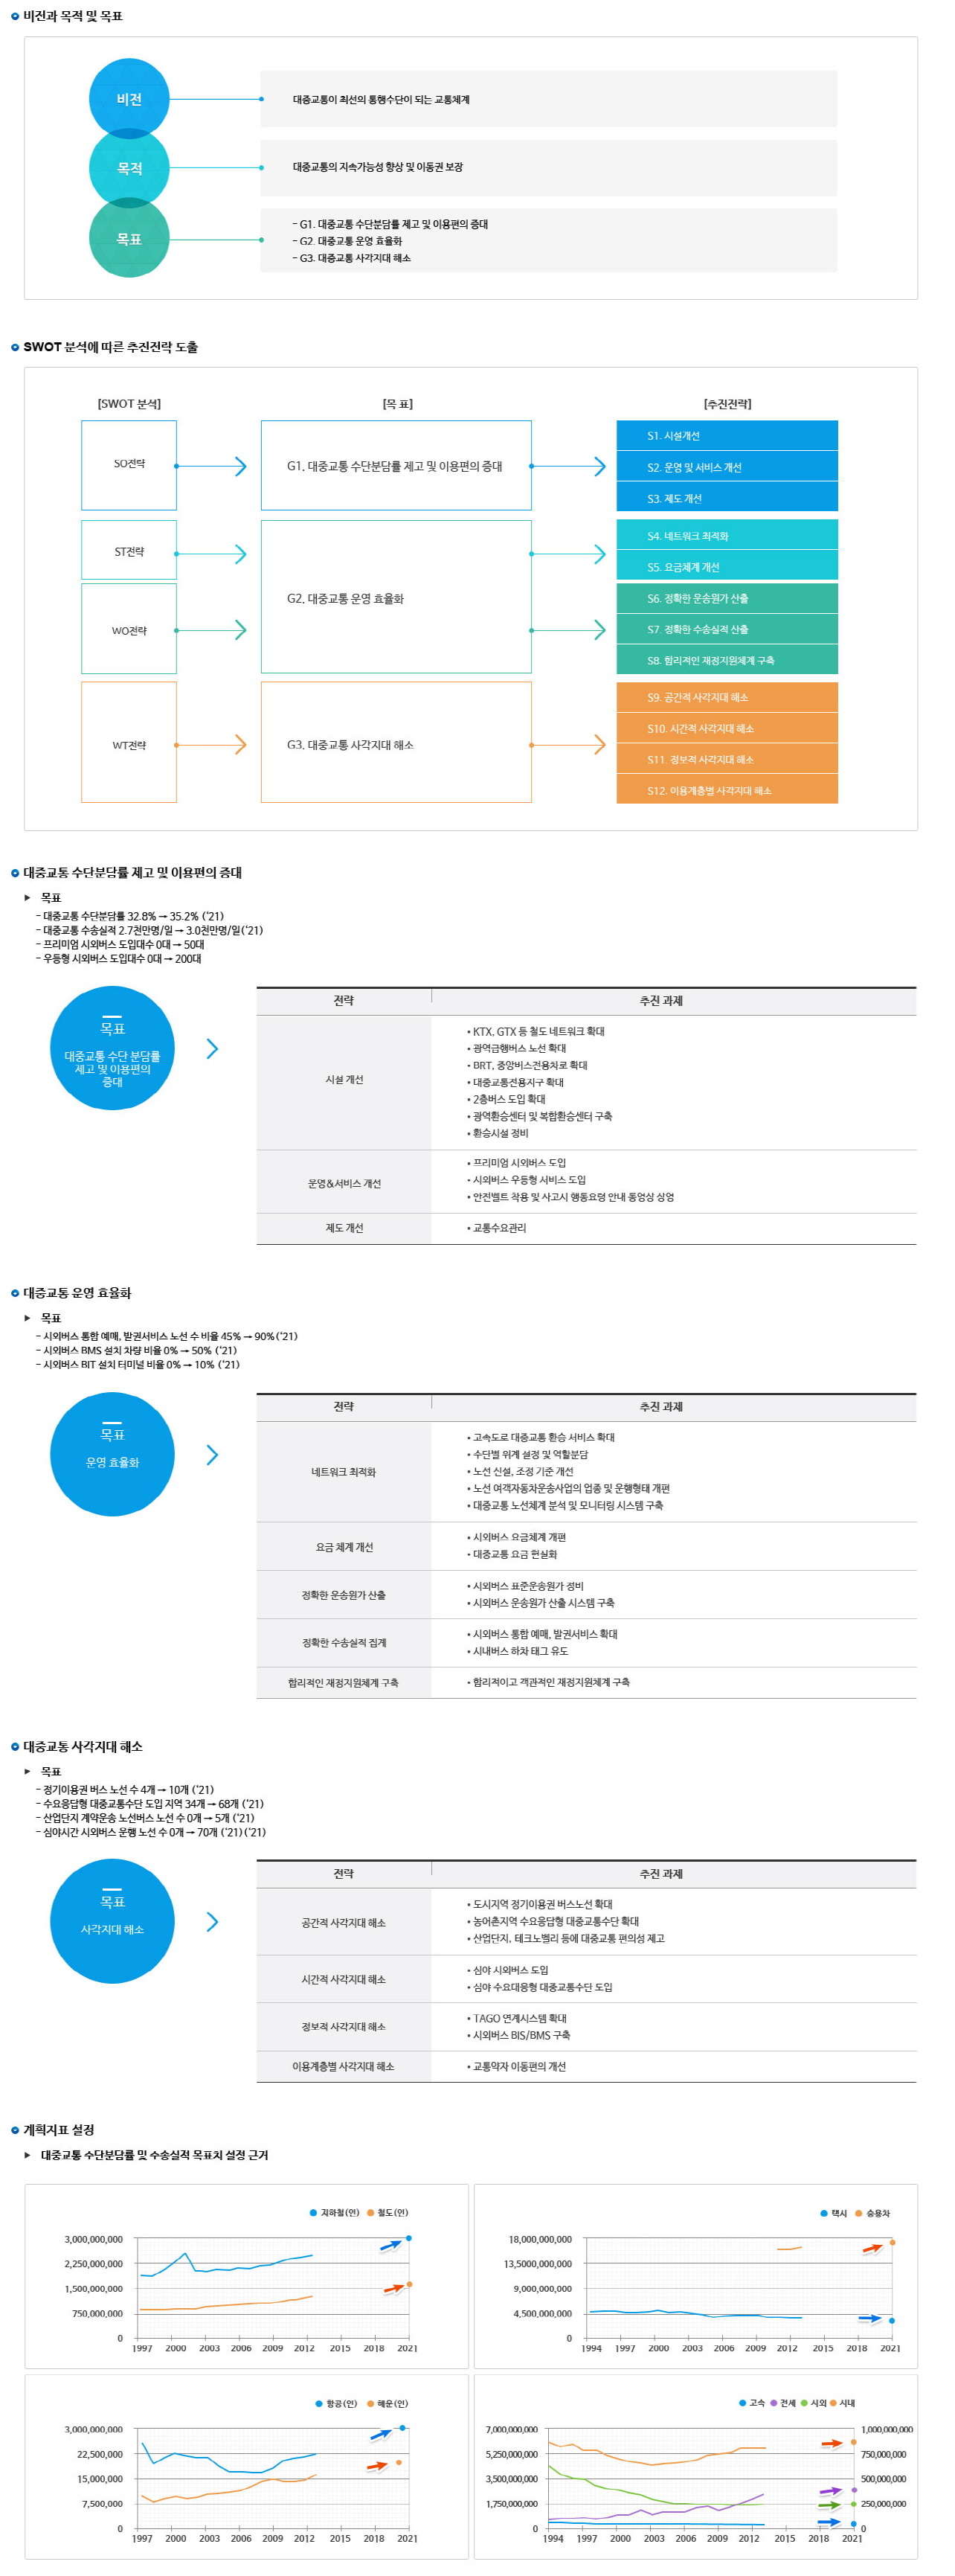 비전과 목적 및 목표
비전
대중교통이 최선의 통행수단이 되는 교통체계
목적
대중교통의 지속가능성 향상 및 이동권 보장
목표
- G1. 대중교통 수단분담률 제고 및 이용편의 증대
- G2. 대중교통 운영 효율화
- G3. 대중교통 사각지대 해소
SWOT 분석에 따른 추진전략 도출
[SWOT 분석]
[목 표]
[추진전략]
SO전략
G1. 대중교통 수단분담률 제고 및 이용편의 증대
S1. 시설개선
S2. 운영 및 서비스 개선
S3. 제도 개선
ST전략
WO전략
G2. 대중교통 운영 효율화
S4. 네트워크 최적화
S5. 요금체계 개선
S6. 정확한 운송원가 산출
S7. 정확한 수송실적 산출
S8. 합리적인 재정지원체계 구축
WT전략
G3. 대중교통 사각지대 해소
S9. 공간적 사각지대 해소
S10. 시간적 사각지대 해소
S11. 정보적 사각지대 해소
S12. 이용계층별 사각지대 해소
대중교통 수단분담률 제고 및 이용편의 증대
목표
- 대중교통 수단분담률 32.8% → 35.2% (‘21)
- 대중교통 수송실적 2.7천만명/일 → 3.0천만명/일(‘21)
- 프리미엄 시외버스 도입대수 0대 → 50대
- 우등형 시외버스 도입대수 0대 → 200대
목표
대중교통 수단 분담률
제고 및 이용편의
증대
전략
추진 과제
시설 개선
• KTX, GTX 등 철도 네트워크 확대
• 광역급행버스 노선 확대
• BRT, 중앙버스전용차로 확대
• 대중교통전용지구 확대
• 2층버스 도입 확대
• 광역환승센터 및 복합환승센터 구축
• 환승시설 정비
운영&서비스 개선
• 프리미엄 시외버스 도입
• 시외버스 우등형 서비스 도입
• 안전벨트 착용 및 사고시 행동요령 안내 동영상 상영
제도 개선
• 교통수요관리
대중교통 운영 효율화
목표
- 시외버스 통합 예매, 발권서비스 노선 수 비율 45% → 90%(‘21)
- 시외버스 BMS 설치 차량 비율 0% → 50% (‘21)
- 시외버스 BIT 설치 터미널 비율 0% → 10% (‘21)
목표
운영 효율화
전략
추진 과제
네트워크 최적화
• 고속도로 대중교통 환승 서비스 확대
• 수단별 위계 설정 및 역할분담
• 노선 신설, 조정 기준 개선
• 노선 여객자동차운송사업의 업종 및 운행형태 개편
• 대중교통 노선체계 분석 및 모니터링 시스템 구축
요금 체계 개선
• 시외버스 요금체계 개편
• 대중교통 요금 현실화
정확한 운송원가 산출
• 시외버스 표준운송원가 정비
• 시외버스 운송원가 산출 시스템 구축
정확한 수송실적 집계
• 시외버스 통합 예매, 발권서비스 확대
• 시내버스 하차 태그 유도
합리적인 재정지원체계 구축
• 합리적이고 객관적인 재정지원체계 구축
대중교통 사각지대 해소
목표
- 정기이용권 버스 노선 수 4개 → 10개 (‘21)
- 수요응답형 대중교통수단 도입 지역 34개 → 68개 (‘21)
- 산업단지 계약운송 노선버스 노선 수 0개 → 5개 (‘21)
- 심야시간 시외버스 운행 노선 수 0개 → 70개 (‘21)(‘21)
목표
사각지대 해소
전략
추진 과제
공간적 사각지대 해소
• 도시지역 정기이용권 버스노선 확대
• 농어촌지역 수요응답형 대중교통수단 확대
• 산업단지, 테크노벨리 등에 대중교통 편의성 제고
시간적 사각지대 해소
• 심야 시외버스 도입
• 심야 수요대응형 대중교통수단 도입
정보적 사각지대 해소
• TAGO 연계시스템 확대
• 시외버스 BIS/BMS 구축
이용계층별 사각지대 해소
• 교통약자 이동편의 개선
계획지표 설정
대중교통 수단분담률 및 수송실적 목표치 설정 근거
지하철(인) 철도(인)
3,000,000,000
2,250,000,000
1,500,000,000
750,000,000
0
1997 2000 2003 2006 2009 2012 2015 2018 2021
택시 승용차
18,000,000,000
13,5000,000,000
9,000,000,000
4,500,000,000
0
1994 1997 2000 2003 2006 2009 2012 2015 2018 2021
항공(인) 해운(인)
3,000,000,000
22,500,000
15,000,000
7,500,000
0
1997 2000 2003 2006 2009 2012 2015 2018 2021
고속 전세 시외 시내
7,000,000,000
5,250,000,000
3,500,000,000
1,750,000,000
0
1,000,000,000
750,000,000
500,000,000
250,000,000
0
1994 1997 2000 2003 2006 2009 2012 2015 2018 2021